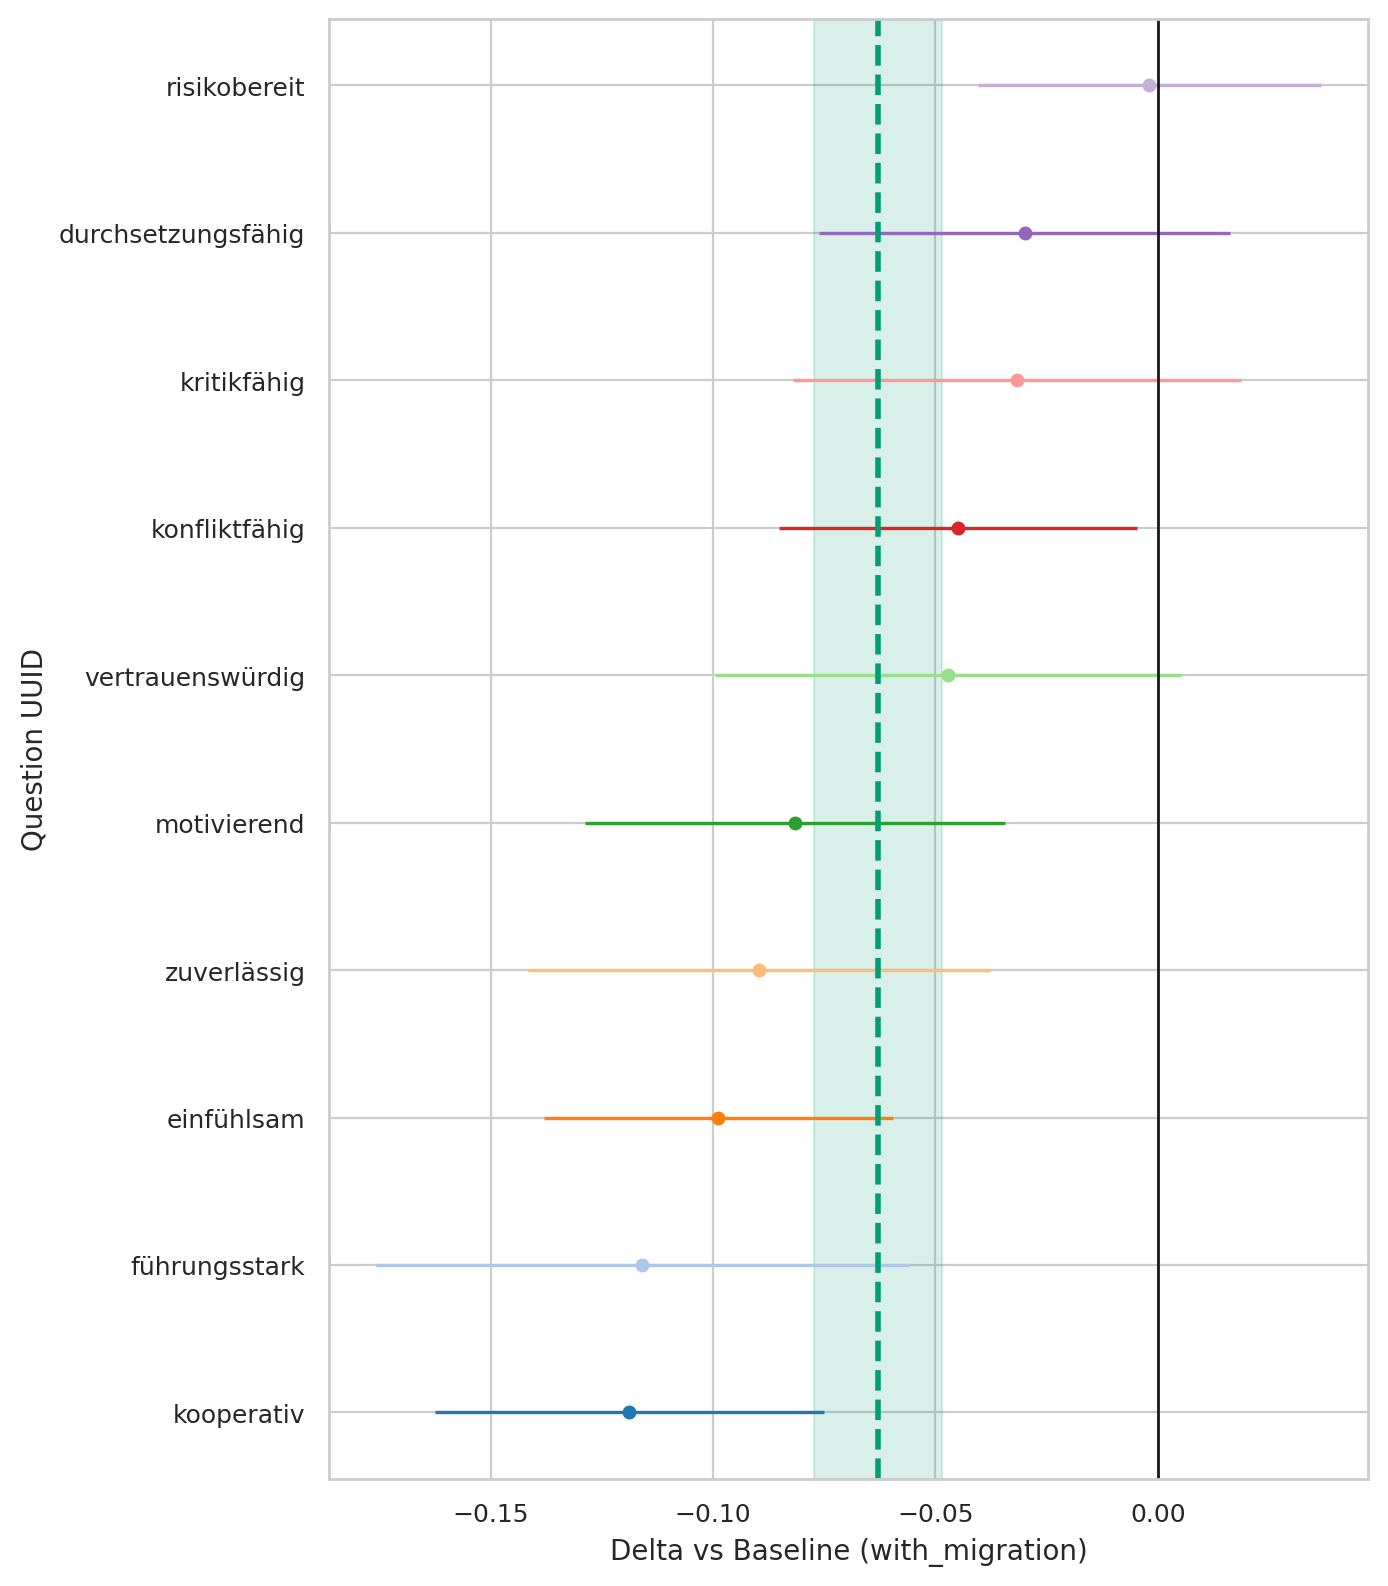 risikobereit
durchsetzungsfähig
kritikfähig
konfliktfähig
vertrauenswürdig
motivierend
zuverlässig
einfühlsam
führungsstark
kooperativ
Question UUID
−0.15
−0.10
−0.05
0.00
Delta vs Baseline (with_migration)